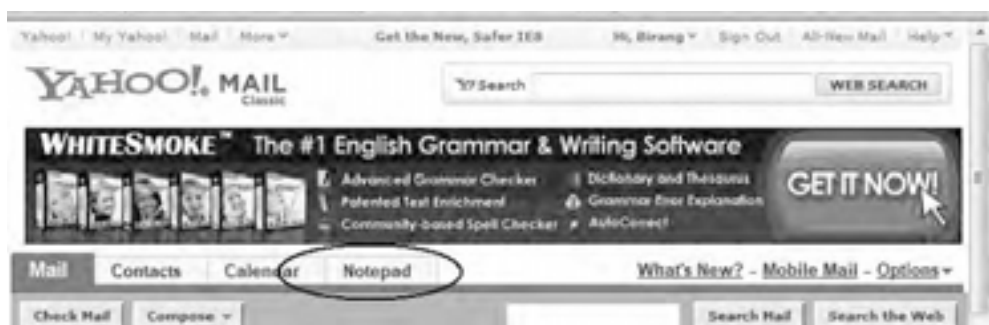 Yahoo! My Yahoo! Mail More Get the New, Safer IE8 Hi, Birang Sign Out All-New Mail Help
YAHOO! MAIL
Classic
Y! Search WEB SEARCH
WHITESMOKE™ The #1 English Grammar & Writing Software
Advanced Grammar Checker Dictionary and Thesaurus
Patented Text Enrichment Grammar Error Explanation
Community-based Spell Checker AutoCorrect
GET IT NOW!
Mail Contacts Calendar Notepad What's New? - Mobile Mail - Options
Check Mail Compose Search Mail Search the Web